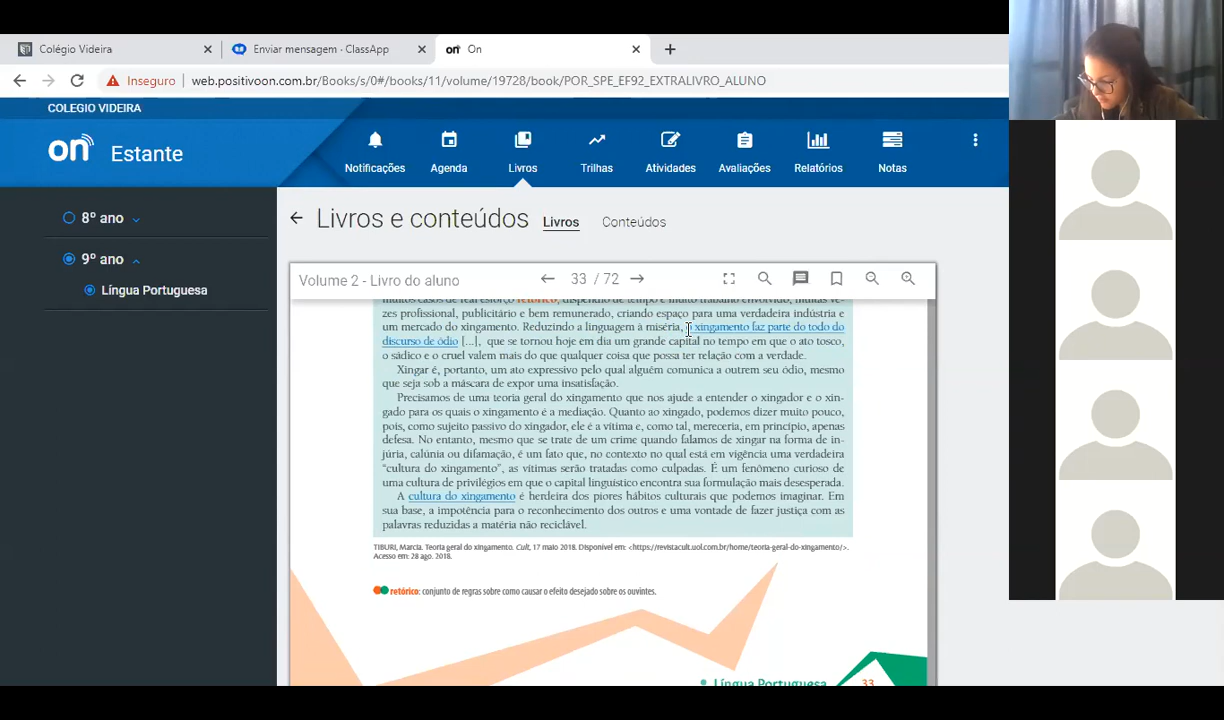 Colégio Videira
Enviar mensagem - ClassApp
On
Inseguro
web.positivoon.com.br/Books/s/0#/books/11/volume/19728/book/POR_SPE_EF92_EXTRALIVRO_ALUNO
COLEGIO VIDEIRA
on Estante
Notificações
Agenda
Livros
Trilhas
Atividades
Avaliações
Relatórios
Notas
8º ano
9º ano
Língua Portuguesa
Livros e conteúdos
Livros
Conteúdos
Volume 2 - Livro do aluno
33 / 72
muitos casos de real esforço retórico, dispêndio de tempo e muito trabalho envolvido, muitas ve-
zes profissional, publicitário e bem remunerado, criando espaço para uma verdadeira indústria e
um mercado do xingamento. Reduzindo a linguagem à miséria, o xingamento faz parte do todo do
discurso de ódio [...], que se tornou hoje em dia um grande capital no tempo em que o ato tosco,
o sádico e o cruel valem mais do que qualquer coisa que possa ter relação com a verdade.
Xingar é, portanto, um ato expressivo pelo qual alguém comunica a outrem seu ódio, mesmo
que seja sob a máscara de expor uma insatisfação.
Precisamos de uma teoria geral do xingamento que nos ajude a entender o xingador e o xin-
gado para os quais o xingamento é a mediação. Quanto ao xingado, podemos dizer muito pouco,
pois, como sujeito passivo do xingador, ele é a vítima e, como tal, mereceria, em princípio, apenas
defesa. No entanto, mesmo que se trate de um crime quando falamos de xingar na forma de in-
júria, calúnia ou difamação, é um fato que, no contexto no qual está em vigência uma verdadeira
“cultura do xingamento”, as vítimas serão tratadas como culpadas. É um fenômeno curioso de
uma cultura de privilégios em que o capital linguístico encontra sua formulação mais desesperada.
A cultura do xingamento é herdeira dos piores hábitos culturais que podemos imaginar. Em
sua base, a impotência para o reconhecimento dos outros e uma vontade de fazer justiça com as
palavras reduzidas a matéria não reciclável.
TIBURI, Marcia. Teoria geral do xingamento. Cult, 17 maio 2018. Disponível em: <https://revistacult.uol.com.br/home/teoria-geral-do-xingamento/>.
Acesso em: 28 ago. 2018.
retórico: conjunto de regras sobre como causar o efeito desejado sobre os ouvintes.
Língua Portuguesa
33